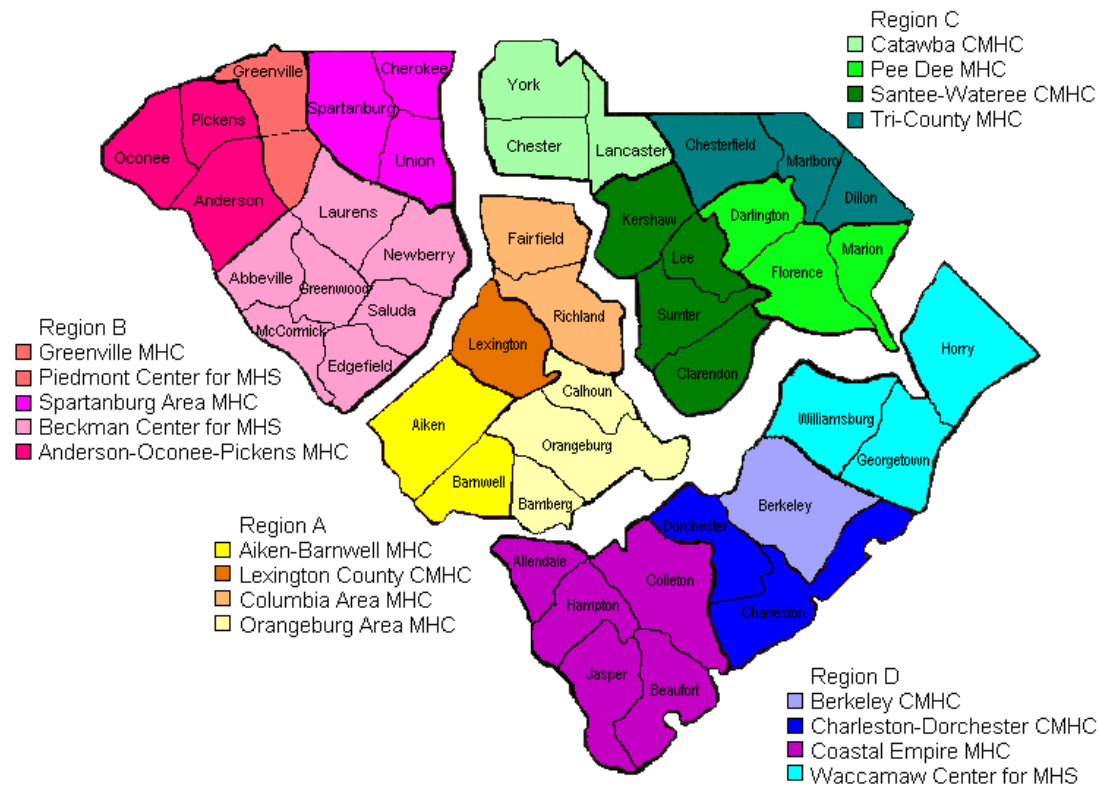 Region C
Catawba CMHC
Pee Dee MHC
Santee-Wateree CMHC
Tri-County MHC
Greenville
Cherokee
Spartanburg
Pickens
Oconee
Union
Anderson
York
Chester
Lancaster
Chesterfield
Marlboro
Dillon
Laurens
Newberry
Abbeville
Greenwood
Saluda
McCormick
Edgefield
Fairfield
Richland
Lexington
Kershaw
Lee
Sumter
Clarendon
Darlington
Florence
Marion
Region B
Greenville MHC
Piedmont Center for MHS
Spartanburg Area MHC
Beckman Center for MHS
Anderson-Oconee-Pickens MHC
Aiken
Barnwell
Calhoun
Orangeburg
Bamberg
Horry
Williamsburg
Georgetown
Berkeley
Dorchester
Charleston
Region A
Aiken-Barnwell MHC
Lexington County CMHC
Columbia Area MHC
Orangeburg Area MHC
Allendale
Hampton
Colleton
Jasper
Beaufort
Region D
Berkeley CMHC
Charleston-Dorchester CMHC
Coastal Empire MHC
Waccamaw Center for MHS